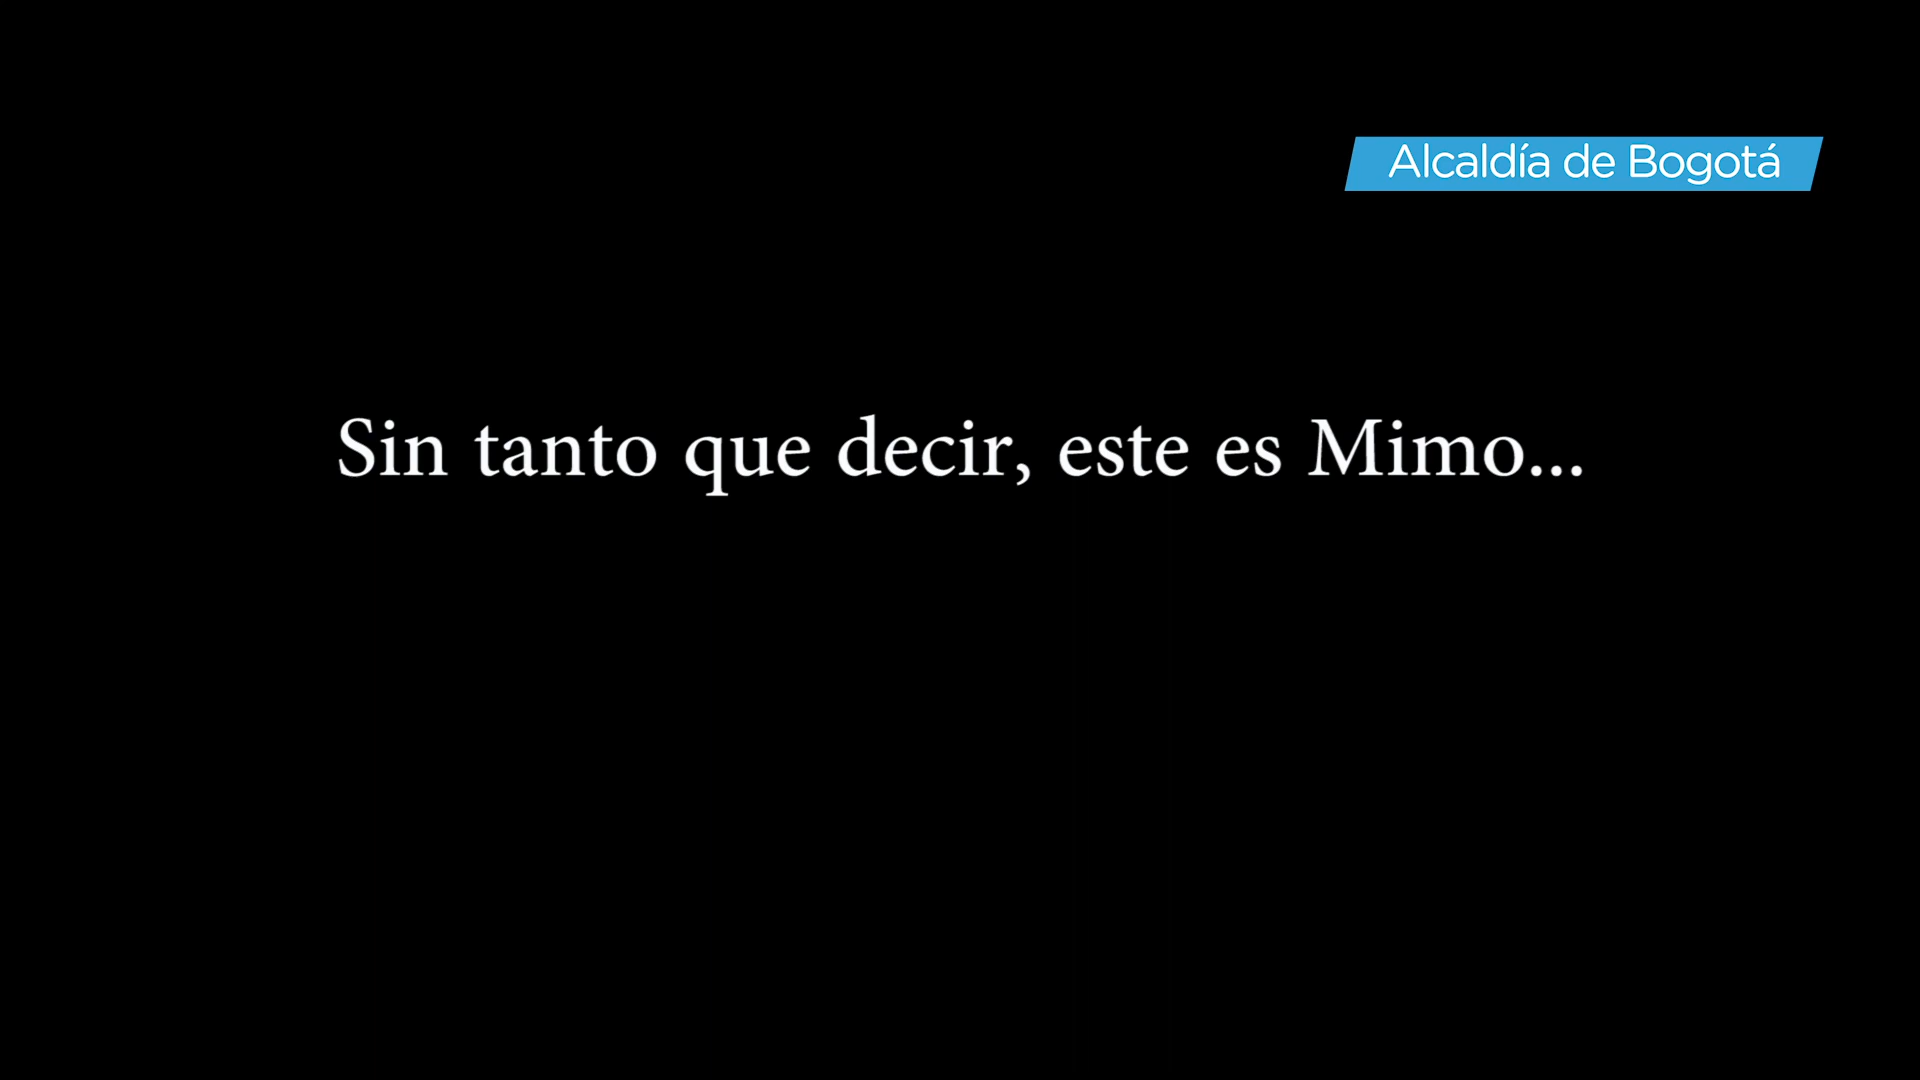 Alcaldía de Bogotá
Sin tanto que decir, este es Mimo...